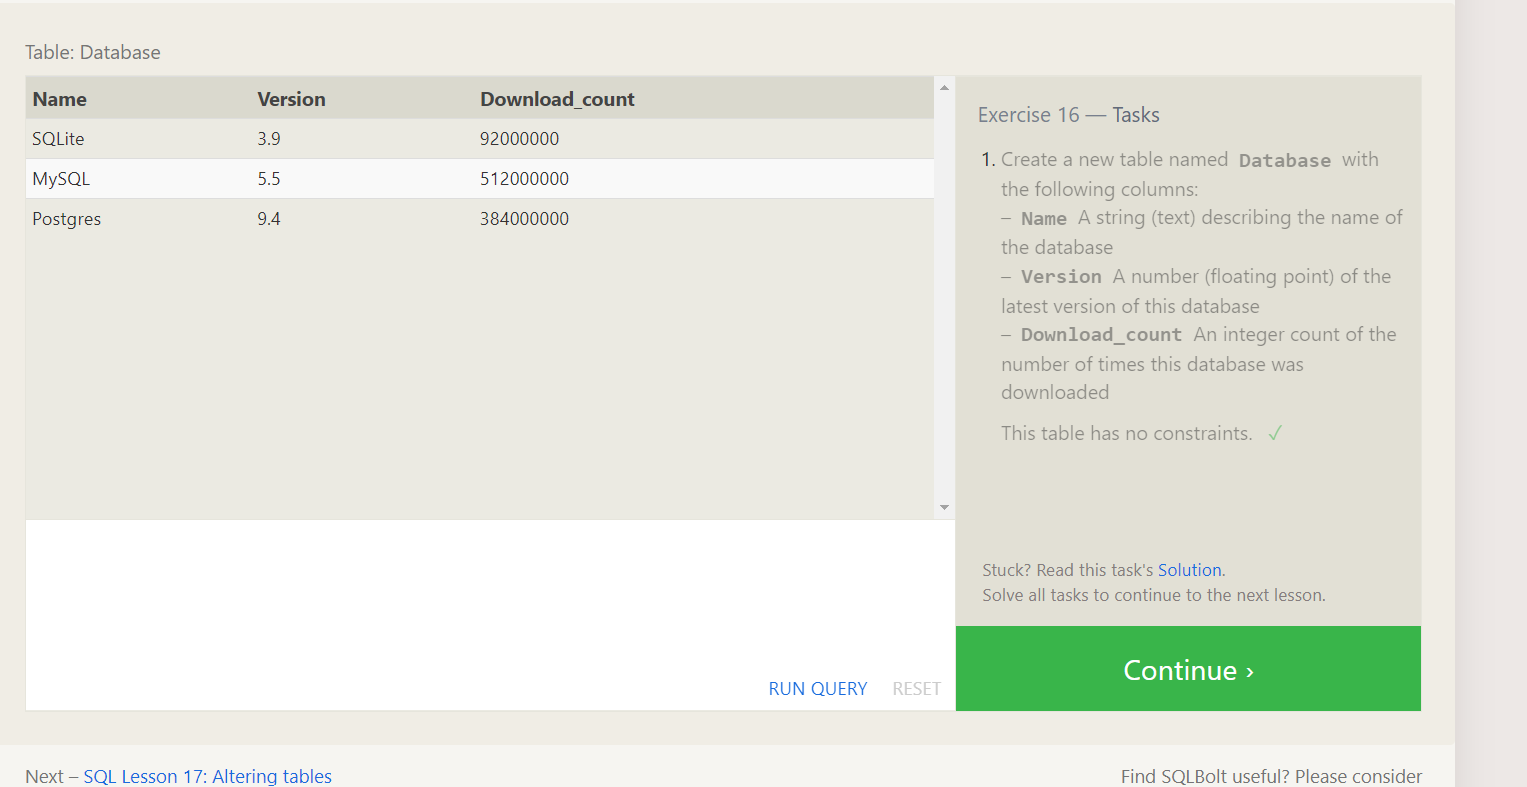 Table: Database
Name Version Download_count
SQLite 3.9 92000000
MySQL 5.5 512000000
Postgres 9.4 384000000
RUN QUERY RESET
Exercise 16 — Tasks
1. Create a new table named Database with
the following columns:
– Name A string (text) describing the name of
the database
– Version A number (floating point) of the
latest version of this database
– Download_count An integer count of the
number of times this database was
downloaded
This table has no constraints. ✓
Stuck? Read this task's Solution.
Solve all tasks to continue to the next lesson.
Continue ›
Next – SQL Lesson 17: Altering tables
Find SQLBolt useful? Please consider